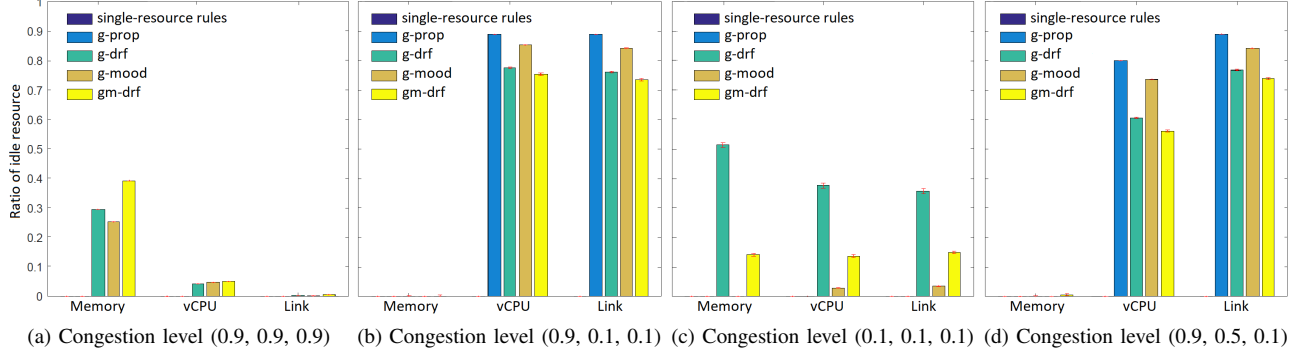 Ratio of idle resource
1
0.9
0.8
0.7
0.6
0.5
0.4
0.3
0.2
0.1
0
single-resource rules
g-prop
g-drf
g-mood
gm-drf
Memory vCPU Link
(a) Congestion level (0.9, 0.9, 0.9)
single-resource rules
g-prop
g-drf
g-mood
gm-drf
Memory vCPU Link
(b) Congestion level (0.9, 0.1, 0.1)
single-resource rules
g-prop
g-drf
g-mood
gm-drf
Memory vCPU Link
(c) Congestion level (0.1, 0.1, 0.1)
single-resource rules
g-prop
g-drf
g-mood
gm-drf
Memory vCPU Link
(d) Congestion level (0.9, 0.5, 0.1)